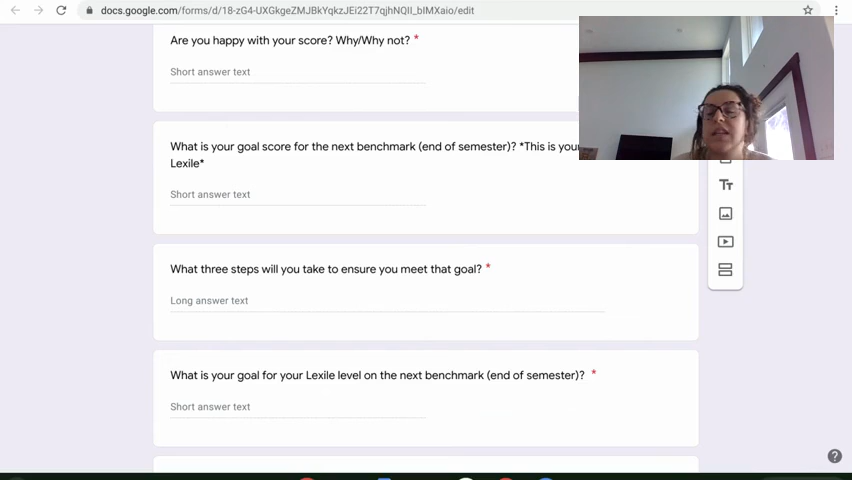 docs.google.com/forms/d/18-zG4-UXGkgeZMJBkYqkzJEi22T7qjhNQII_bIMXaio/edit
Are you happy with your score? Why/Why not? *
Short answer text
What is your goal score for the next benchmark (end of semester)? *This is
Lexile*
Short answer text
What three steps will you take to ensure you meet that goal? *
Long answer text
What is your goal for your Lexile level on the next benchmark (end of semester)? *
Short answer text
Tт